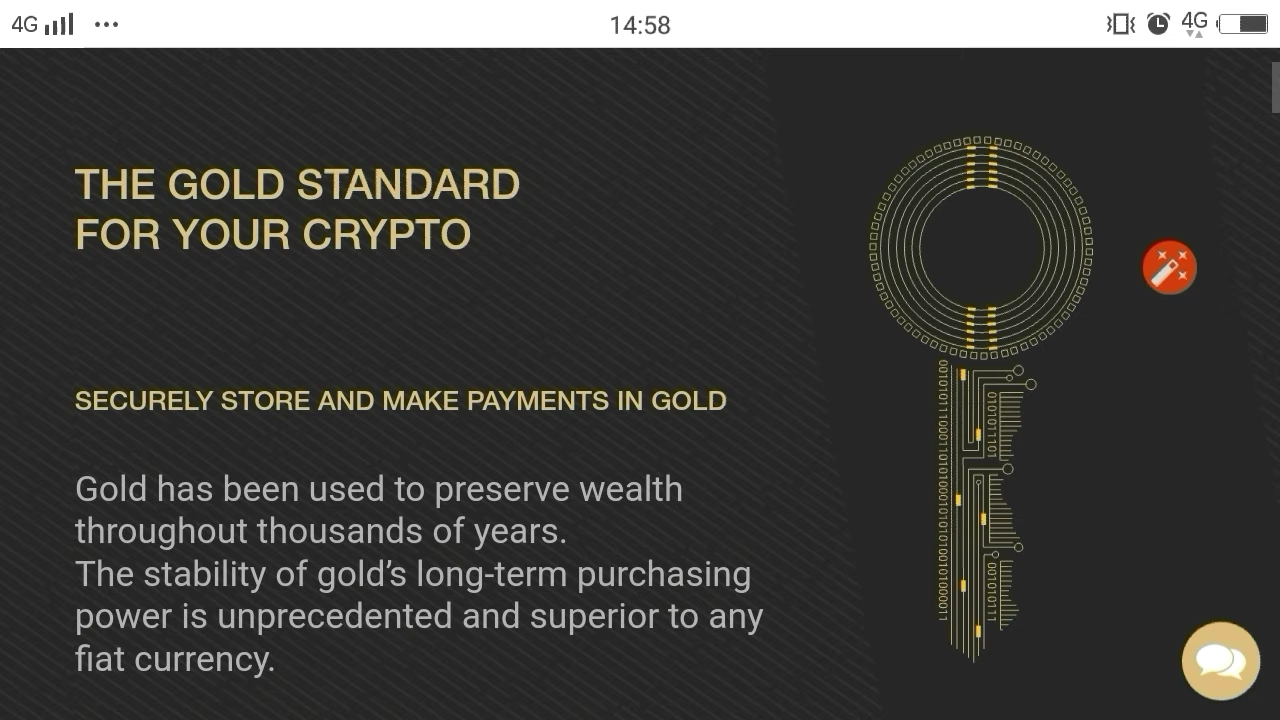 4G 14:58 4G
THE GOLD STANDARD
FOR YOUR CRYPTO
SECURELY STORE AND MAKE PAYMENTS IN GOLD
Gold has been used to preserve wealth
throughout thousands of years.
The stability of gold’s long-term purchasing
power is unprecedented and superior to any
fiat currency.